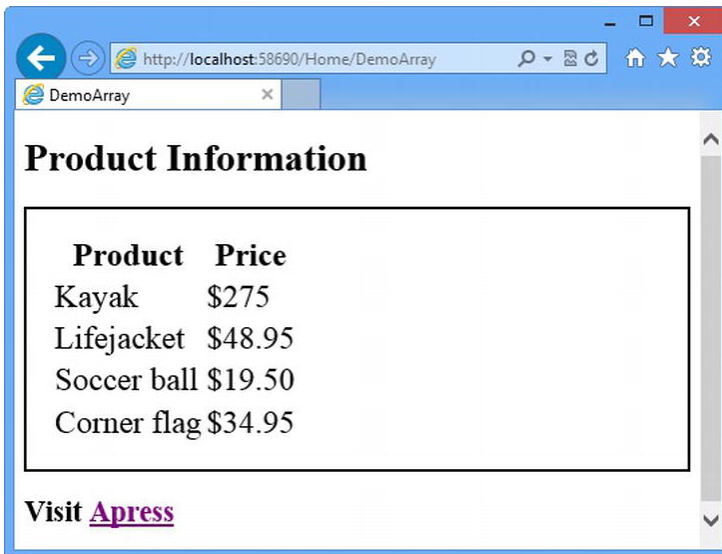 http://localhost:58690/Home/DemoArray
DemoArray
Product Information
Product Price
Kayak $275
Lifejacket $48.95
Soccer ball $19.50
Corner flag $34.95
Visit Apress